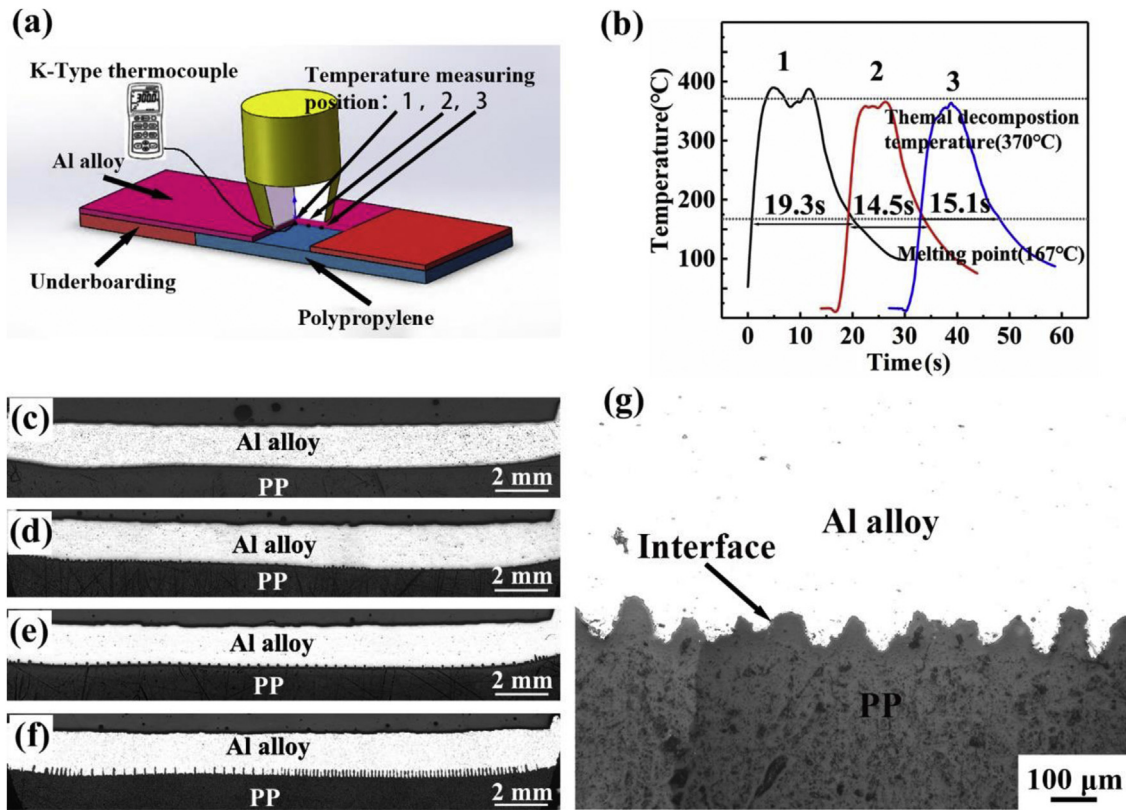 (a)
K-Type thermocouple
Temperature measuring
position: 1, 2, 3
Al alloy
Underboarding
Polypropylene
(b)
Temperature(℃)
400
350
300
250
200
150
100
1
2
3
Themal decompostion
temperature(370℃)
19.3s
14.5s
15.1s
Melting point(167℃)
0 10 20 30 40 50 60
Time(s)
(c)
Al alloy
PP
2 mm
(d)
Al alloy
PP
2 mm
(e)
Al alloy
PP
2 mm
(f)
Al alloy
PP
2 mm
(g)
Al alloy
Interface
PP
100 μm